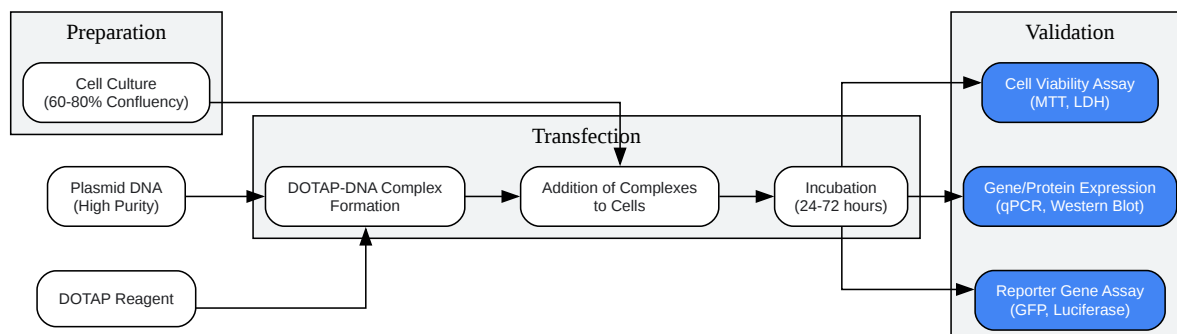 Preparation
Cell Culture
(60-80% Confluency)
Plasmid DNA
(High Purity)
DOTAP Reagent
Transfection
DOTAP-DNA Complex
Formation
Addition of Complexes
to Cells
Incubation
(24-72 hours)
Validation
Cell Viability Assay
(MTT, LDH)
Gene/Protein Expression
(qPCR, Western Blot)
Reporter Gene Assay
(GFP, Luciferase)